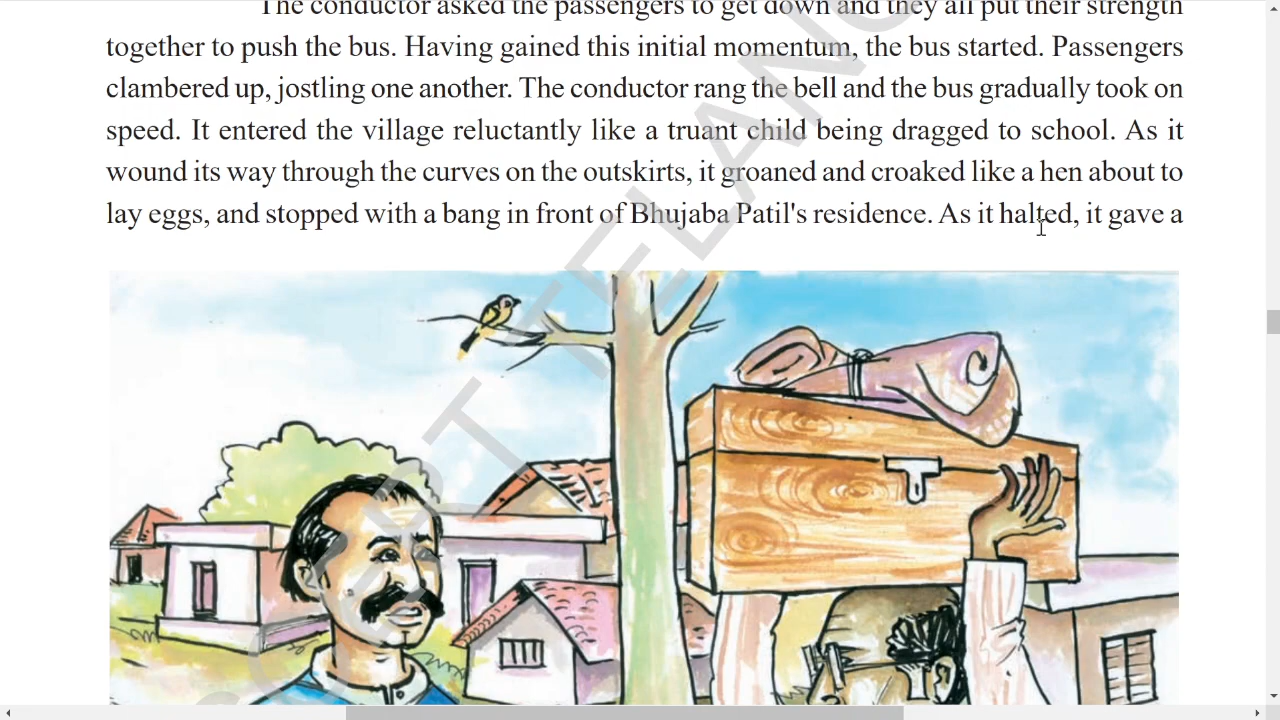 The conductor asked the passengers to get down and they all put their strength
together to push the bus. Having gained this initial momentum, the bus started. Passengers
clambered up, jostling one another. The conductor rang the bell and the bus gradually took on
speed. It entered the village reluctantly like a truant child being dragged to school. As it
wound its way through the curves on the outskirts, it groaned and croaked like a hen about to
lay eggs, and stopped with a bang in front of Bhujaba Patil's residence. As it halted, it gave a
SCERT TELANG